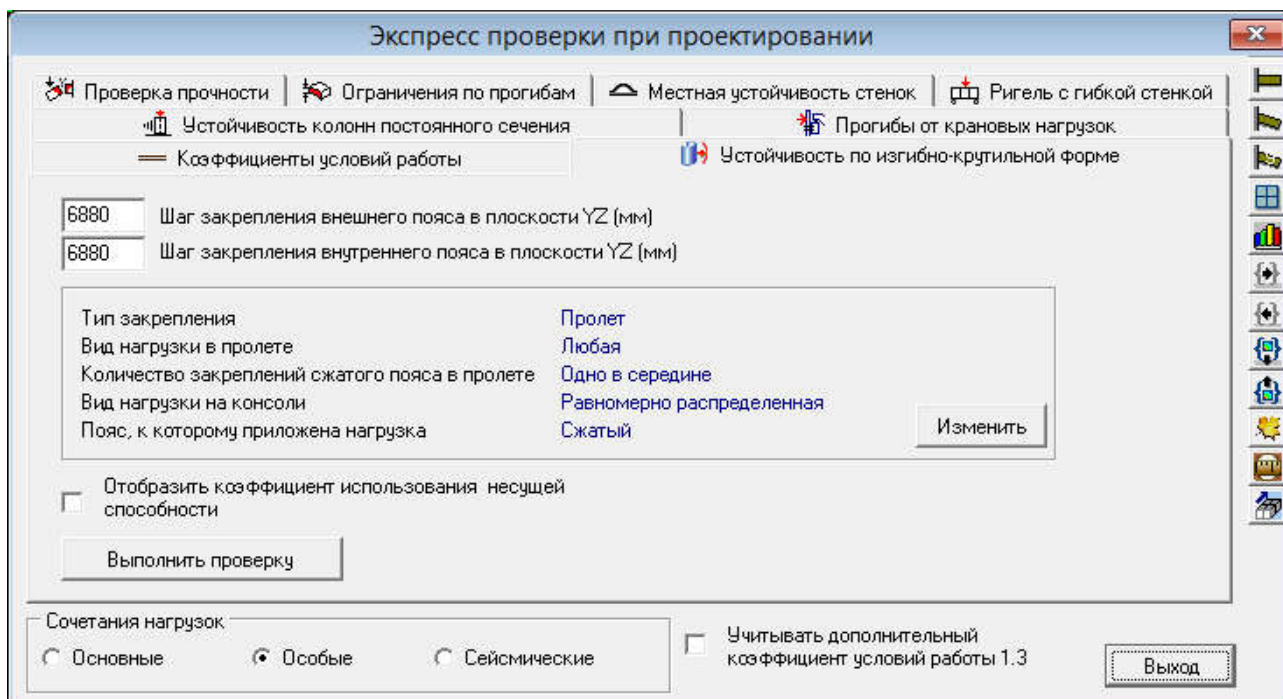 Экспресс проверки при проектировании
Проверка прочности
Ограничения по прогибам
Местная устойчивость стенок
Ригель с гибкой стенкой
Устойчивость колонн постоянного сечения
Прогибы от крановых нагрузок
Коэффициенты условий работы
Устойчивость по изгибно-крутильной форме
6880 Шаг закрепления внешнего пояса в плоскости YZ (мм)
6880 Шаг закрепления внутреннего пояса в плоскости YZ (мм)
Тип закрепления Пролет
Вид нагрузки в пролете Любая
Количество закреплений сжатого пояса в пролете Одно в середине
Вид нагрузки на консоли Равномерно распределенная
Пояс, к которому приложена нагрузка Сжатый
Изменить
Отобразить коэффициент использования несущей
способности
Выполнить проверку
Сочетания нагрузок
Основные Особые Сейсмические
Учитывать дополнительный
коэффициент условий работы 1.3
Выход